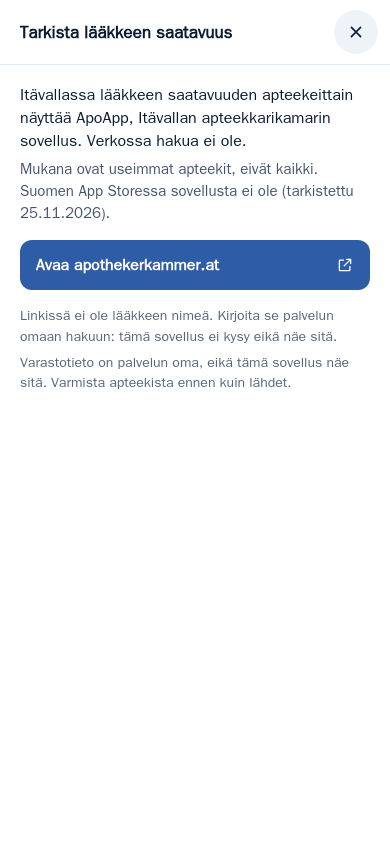 Tarkista lääkkeen saatavuus
Itävallassa lääkkeen saatavuuden apteekeittain
näyttää ApoApp, Itävallan apteekkarikamarin
sovellus. Verkossa hakua ei ole.
Mukana ovat useimmat apteekit, eivät kaikki.
Suomen App Storessa sovellusta ei ole (tarkistettu
25.11.2026).
Avaa apothekerkammer.at
Linkissä ei ole lääkkeen nimeä. Kirjoita se palvelun
omaan hakuun: tämä sovellus ei kysy eikä näe sitä.
Varastotieto on palvelun oma, eikä tämä sovellus näe
sitä. Varmista apteekista ennen kuin lähdet.